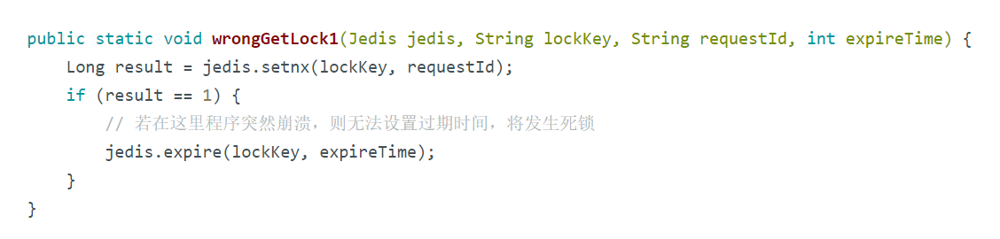 public static void wrongGetLock1(Jedis jedis, String lockKey, String requestId, int expireTime) {
    Long result = jedis.setnx(lockKey, requestId);
    if (result == 1) {
        // 若在这里程序突然崩溃，则无法设置过期时间，将发生死锁
        jedis.expire(lockKey, expireTime);
    }
}